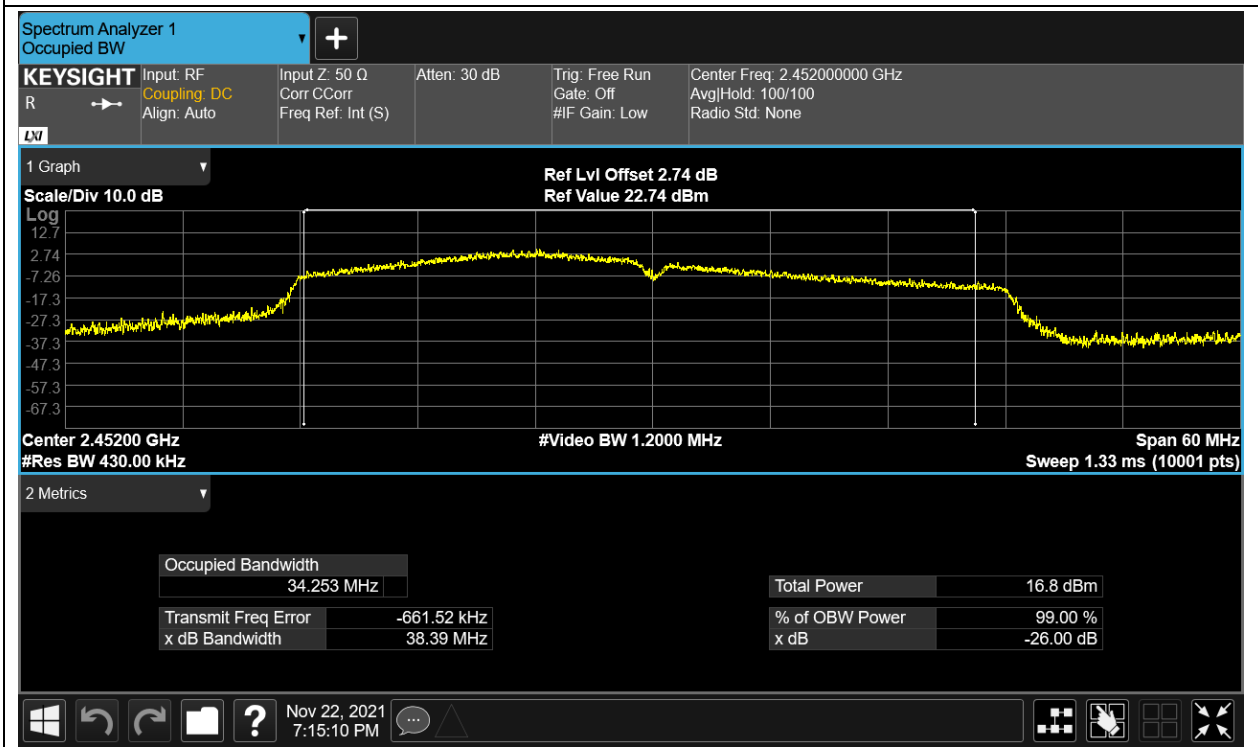 Spectrum Analyzer 1
Occupied BW
KEYSIGHT
R
LXI
Input: RF
Coupling: DC
Align: Auto
Input Z: 50 Ω
Corr CCorr
Freq Ref: Int (S)
Atten: 30 dB
Trig: Free Run
Gate: Off
#IF Gain: Low
Center Freq: 2.452000000 GHz
Avg|Hold: 100/100
Radio Std: None
1 Graph
Scale/Div 10.0 dB
Ref Lvl Offset 2.74 dB
Ref Value 22.74 dBm
Log
12.7
2.74
-7.26
-17.3
-27.3
-37.3
-47.3
-57.3
-67.3
Center 2.45200 GHz
#Video BW 1.2000 MHz
Span 60 MHz
#Res BW 430.00 kHz
Sweep 1.33 ms (10001 pts)
2 Metrics
Occupied Bandwidth
34.253 MHz
Total Power 16.8 dBm
Transmit Freq Error -661.52 kHz
% of OBW Power 99.00 %
x dB Bandwidth 38.39 MHz
x dB -26.00 dB
?
Nov 22, 2021
7:15:10 PM